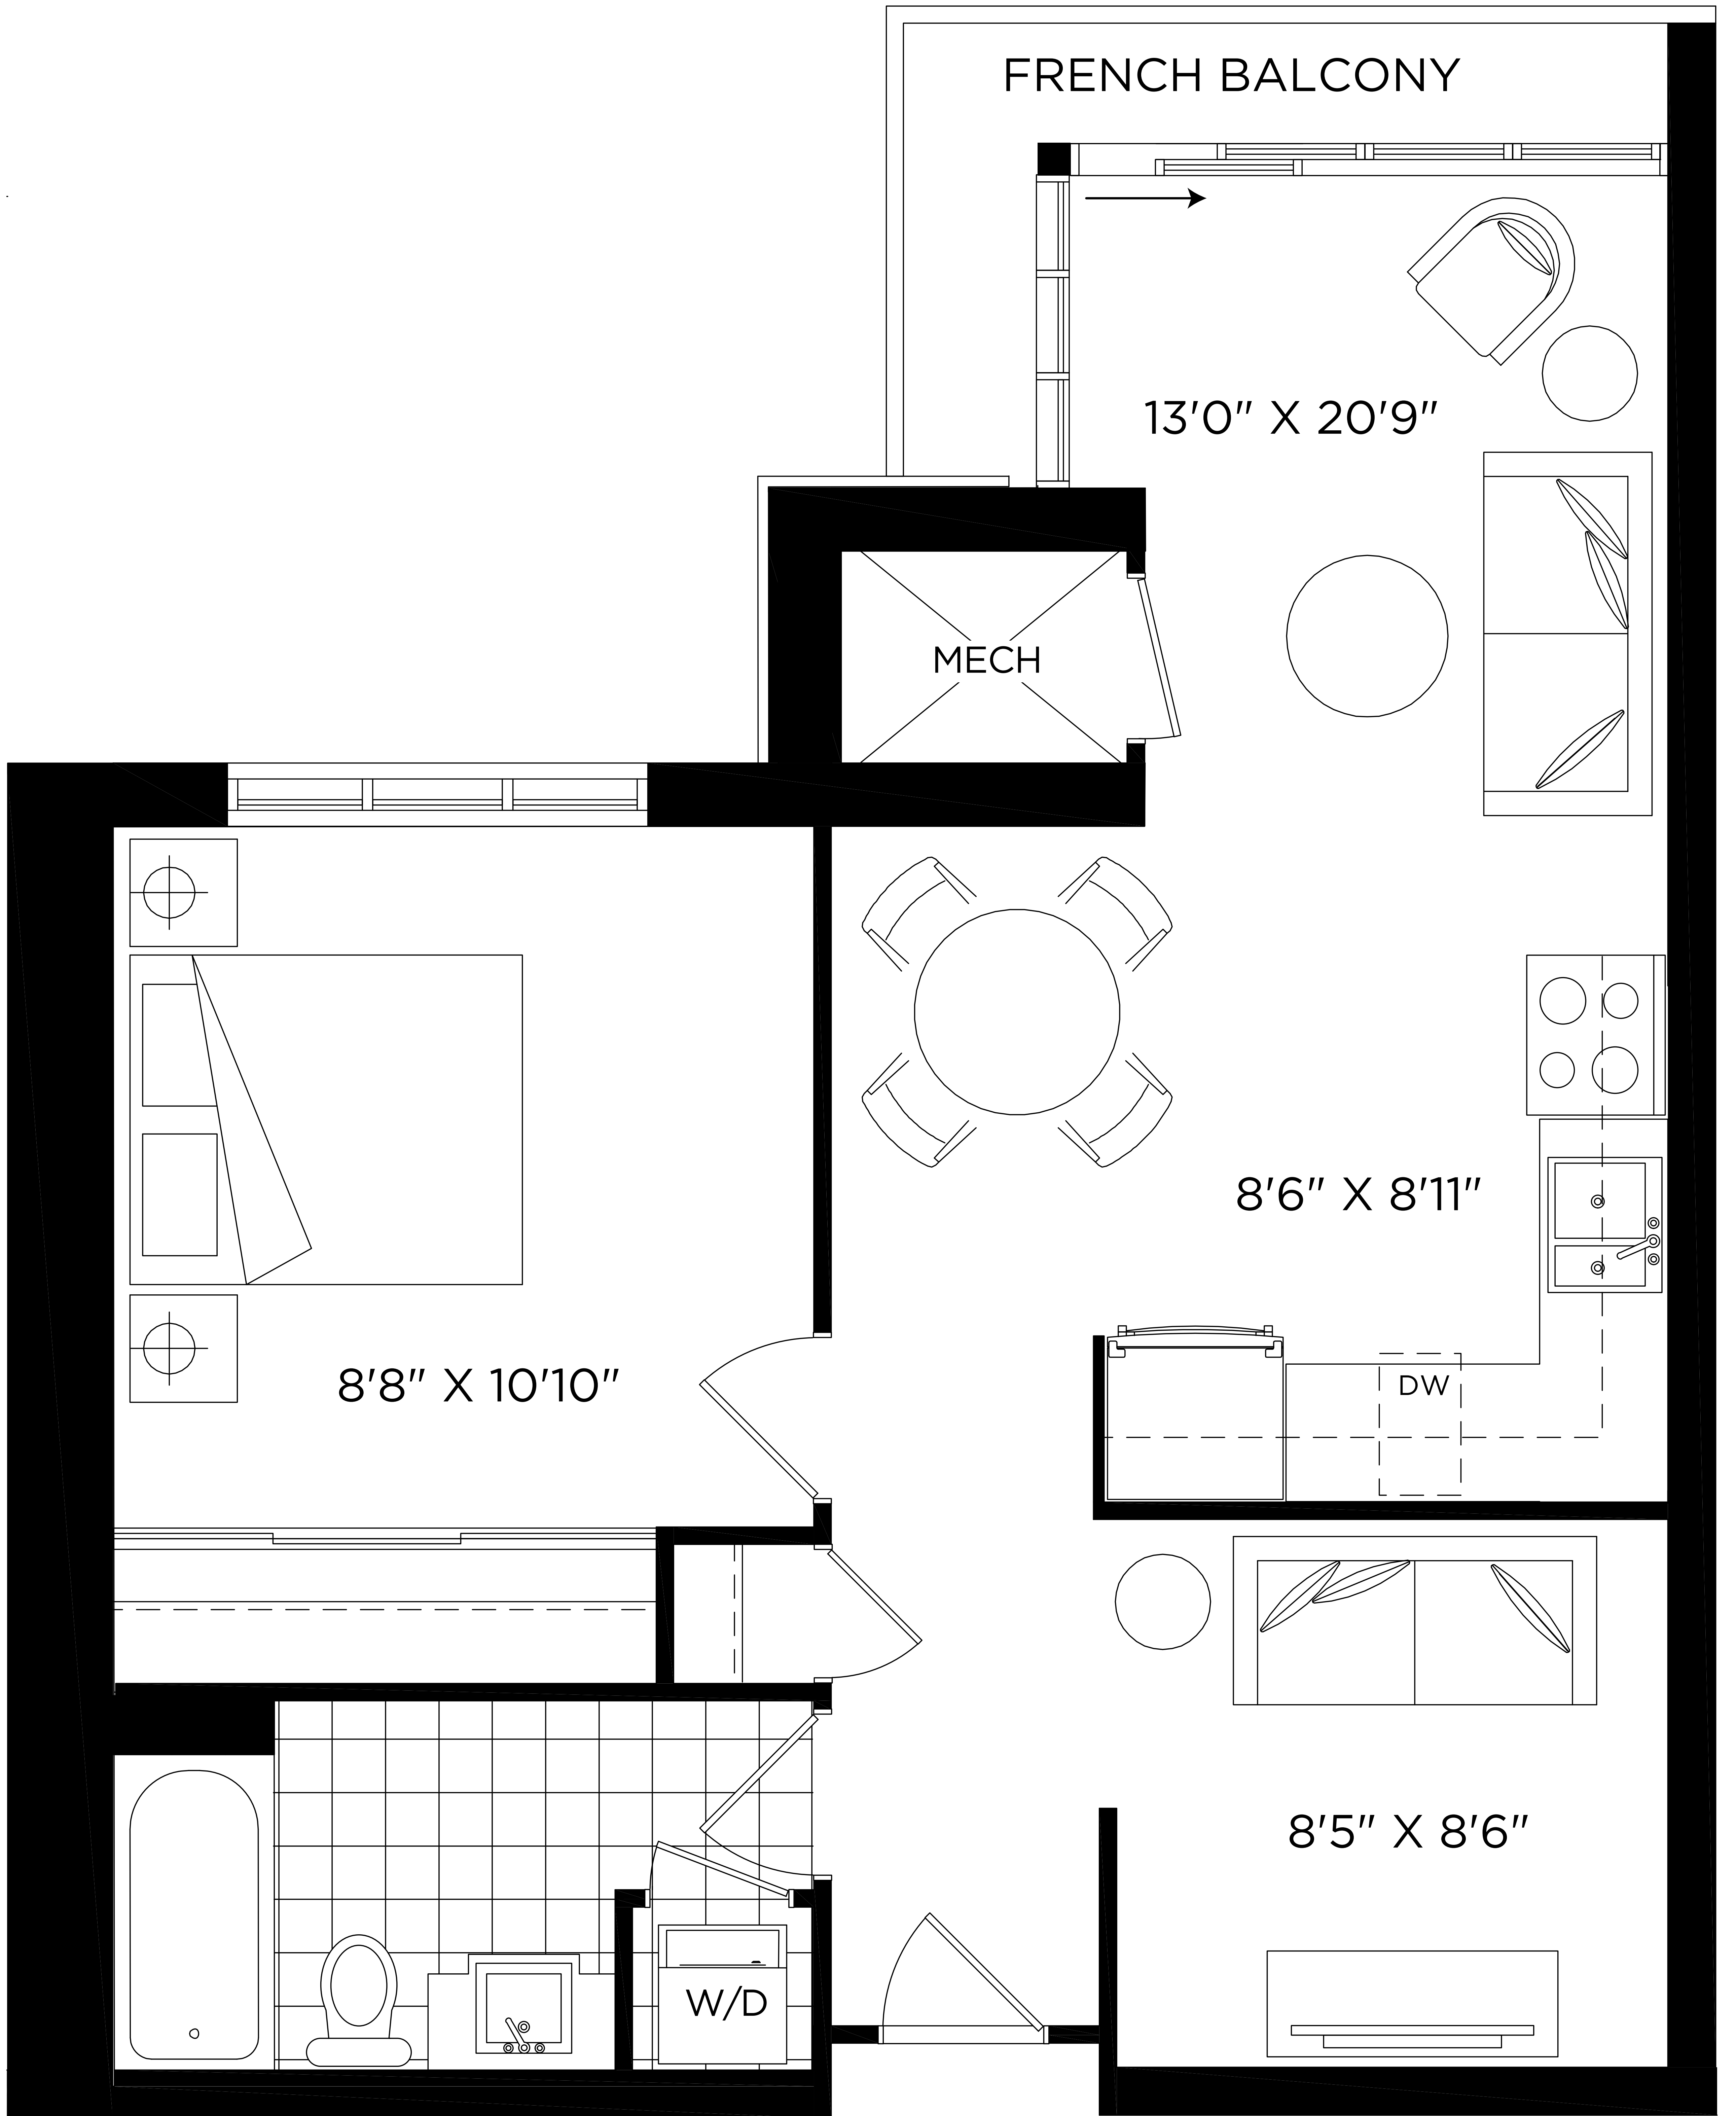 FRENCH BALCONY
13'0" X 20'9"
MECH
8'6" X 8'11"
8'8" X 10'10"
DW
8'5" X 8'6"
W/D